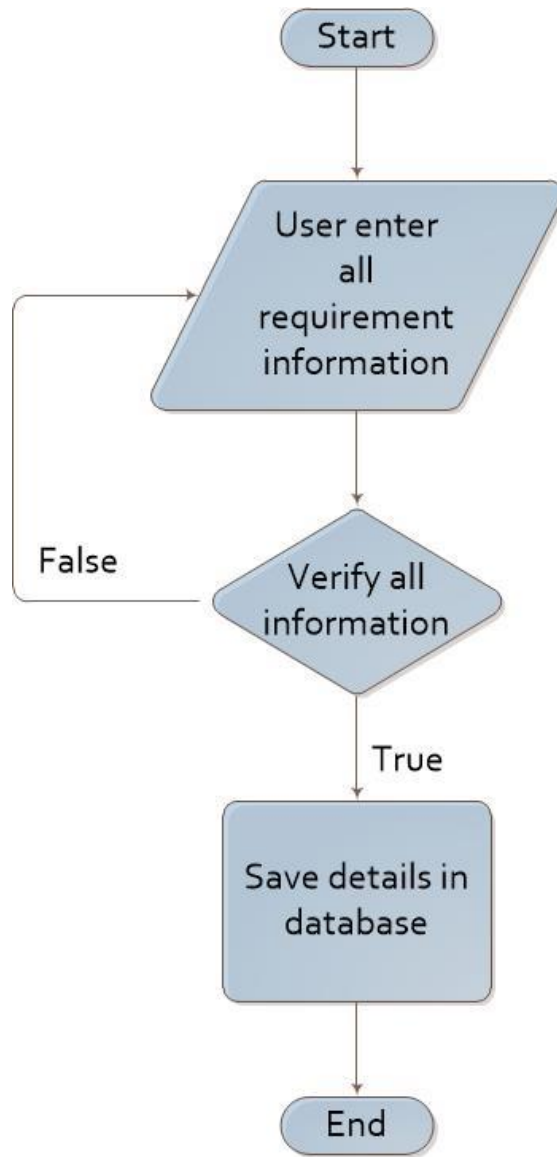 Start
User enter
all
requirement
information
False
Verify all
information
True
Save details in
database
End